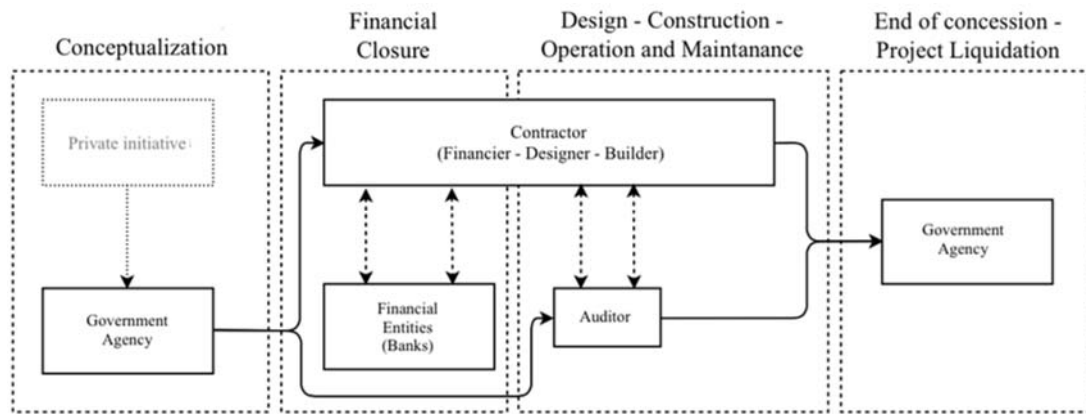 Conceptualization
Financial
Closure
Design - Construction -
Operation and Maintanance
End of concession -
Project Liquidation
Private initiative
Contractor
(Financier - Designer - Builder)
Government
Agency
Financial
Entities
(Banks)
Auditor
Government
Agency